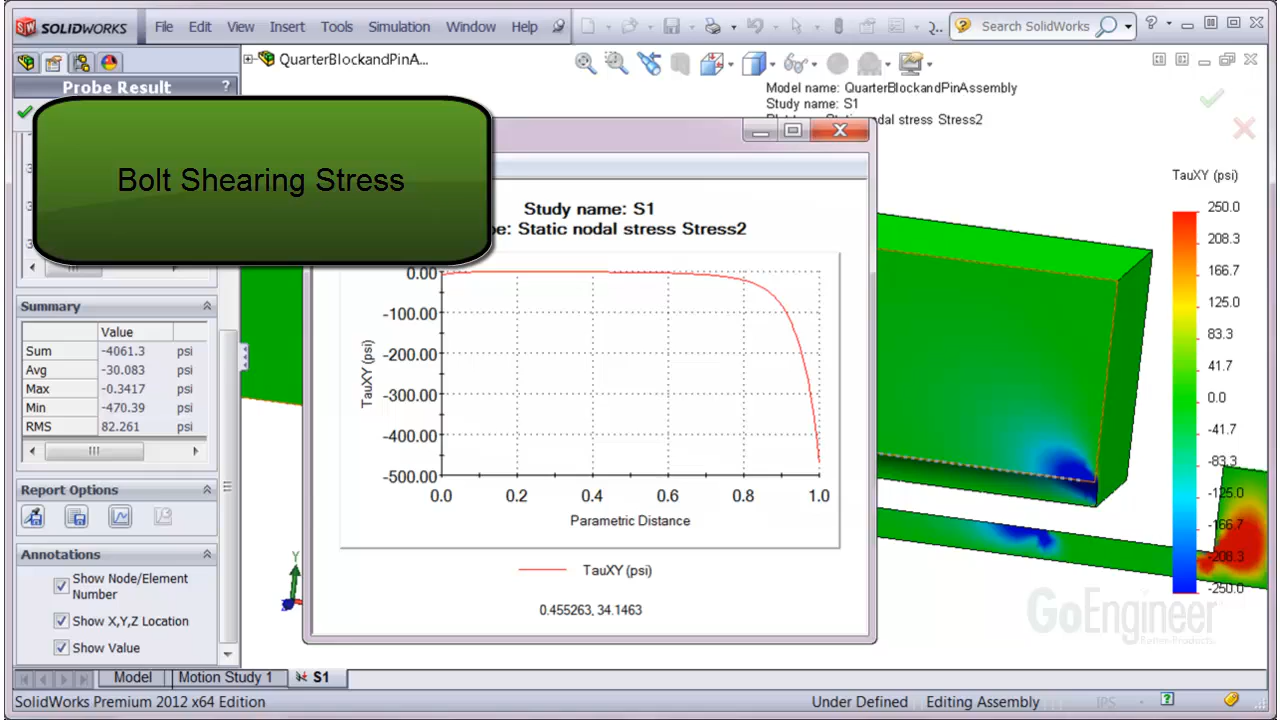 SOLIDWORKS File Edit View Insert Tools Simulation Window Help Search SolidWorks
QuarterBlockandPinA...
Probe Result ?
Model name: QuarterBlockandPinAssembly
Study name: S1
nodal stress Stress2
Bolt Shearing Stress
Study name: S1
e: Static nodal stress Stress2
TauXY (psi)
250.0
208.3
166.7
125.0
83.3
41.7
0.0
-41.7
-83.3
-125.0
-166.7
-208.3
-250.0
Summary
Value
Sum -4061.3 psi
Avg -30.083 psi
Max -0.3417 psi
Min -470.39 psi
RMS 82.261 psi
Report Options
Annotations
Show Node/Element
Number
Show X,Y,Z Location
Show Value
0.00
-100.00
-200.00
-300.00
-400.00
-500.00
TauXY (psi)
0.0 0.2 0.4 0.6 0.8 1.0
Parametric Distance
TauXY (psi)
0.455263, 34.1463
Y
GoEngineer
Model Motion Study 1 S1
SolidWorks Premium 2012 x64 Edition Under Defined Editing Assembly IPS